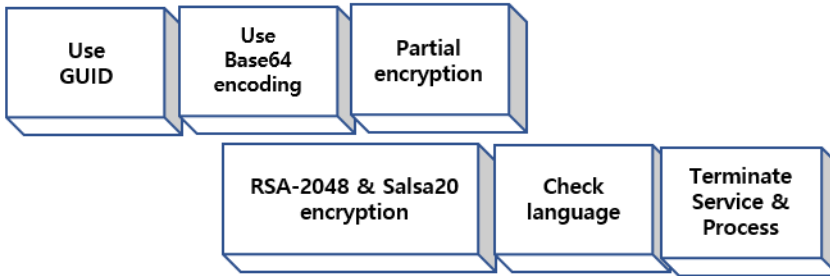 Use
GUID
Use
Base64
encoding
Partial
encryption
RSA-2048 & Salsa20
encryption
Check
language
Terminate
Service &
Process